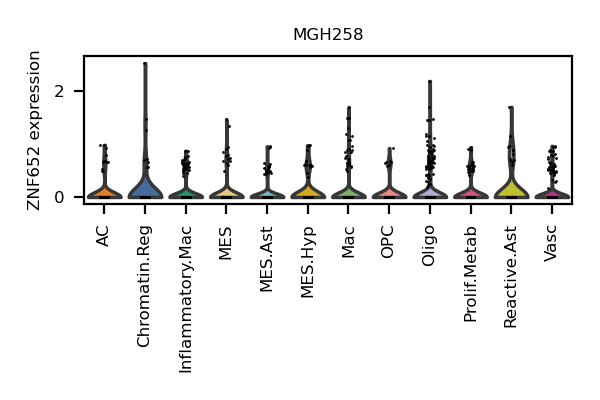 MGH258
ZNF652 expression
2
0
AC
Chromatin.Reg
Inflammatory.Mac
MES
MES.Ast
MES.Hyp
Mac
OPC
Oligo
Prolif.Metab
Reactive.Ast
Vasc